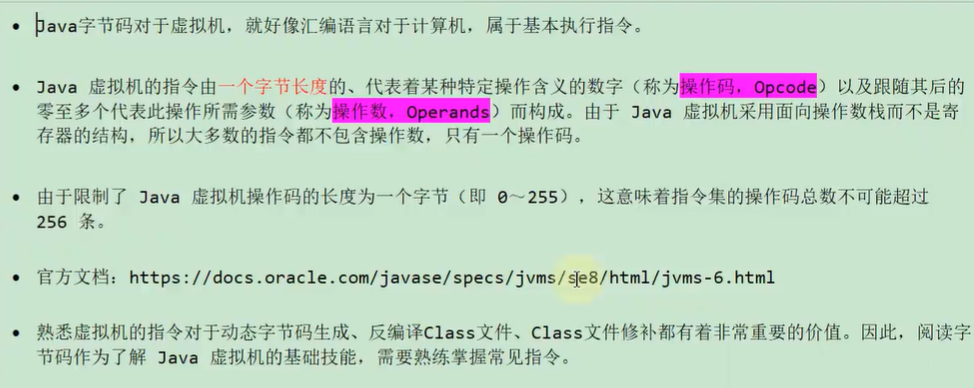 • Java字节码对于虚拟机，就好像汇编语言对于计算机，属于基本执行指令。
• Java 虚拟机的指令由一个字节长度的、代表着某种特定操作含义的数字（称为操作码，Opcode）以及跟随其后的
零至多个代表此操作所需参数（称为操作数，Operands）而构成。由于 Java 虚拟机采用面向操作数栈而不是寄
存器的结构，所以大多数的指令都不包含操作数，只有一个操作码。
• 由于限制了 Java 虚拟机操作码的长度为一个字节（即 0～255），这意味着指令集的操作码总数不可能超过
256 条。
• 官方文档：https://docs.oracle.com/javase/specs/jvms/se8/html/jvms-6.html
• 熟悉虚拟机的指令对于动态字节码生成、反编译Class文件、Class文件修补都有着非常重要的价值。因此，阅读字
节码作为了解 Java 虚拟机的基础技能，需要熟练掌握常见指令。